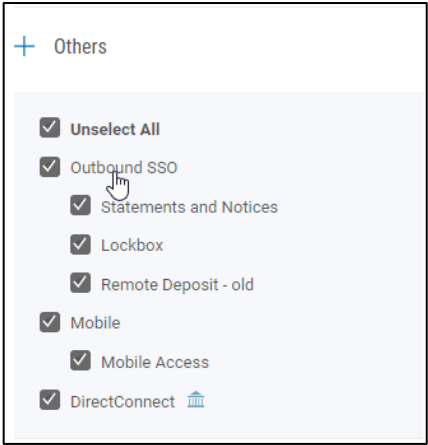 Others
Unselect All
Outbound SSO
Statements and Notices
Lockbox
Remote Deposit - old
Mobile
Mobile Access
DirectConnect